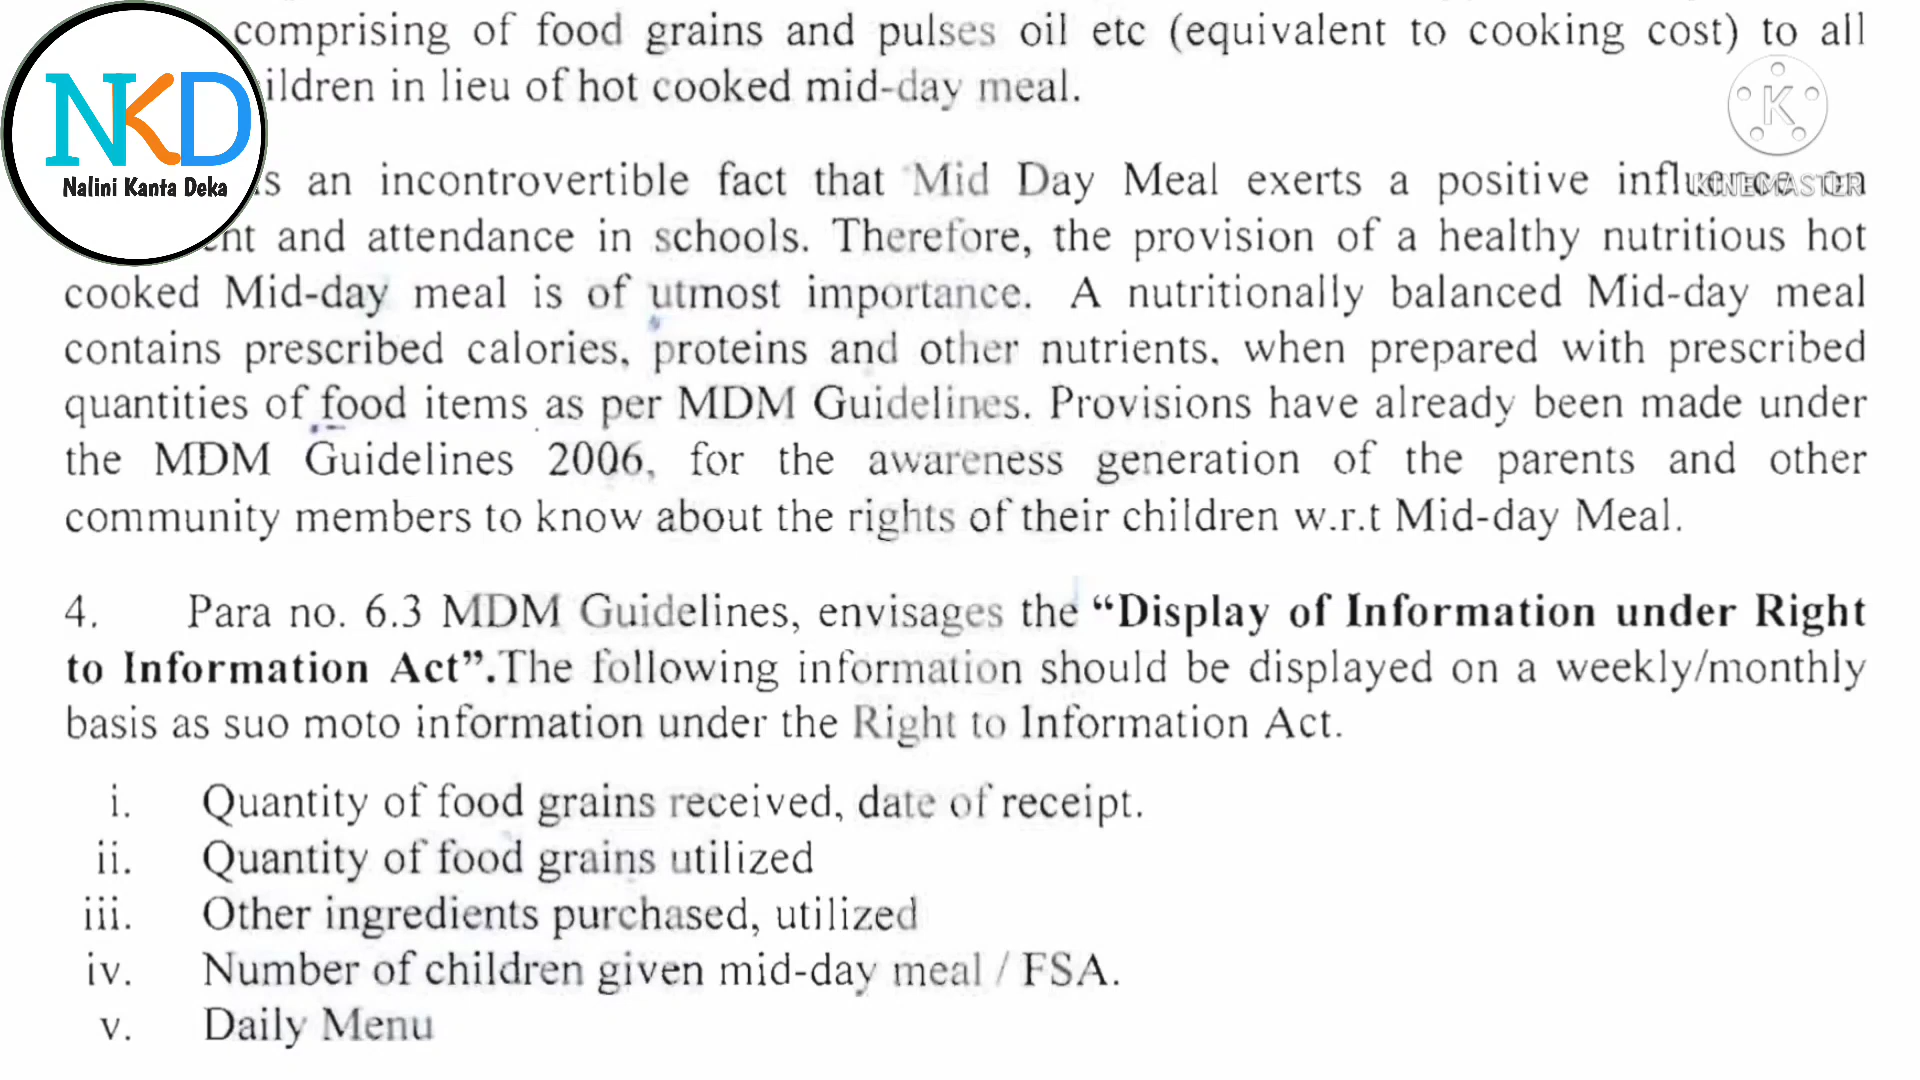 comprising of food grains and pulses oil etc (equivalent to cooking cost) to all
ildren in lieu of hot cooked mid-day meal.
NKD
Nalini Kanta Deka
K
KINEMASTER
s an incontrovertible fact that Mid Day Meal exerts a positive influence on
ent and attendance in schools. Therefore, the provision of a healthy nutritious hot
cooked Mid-day meal is of utmost importance. A nutritionally balanced Mid-day meal
contains prescribed calories, proteins and other nutrients, when prepared with prescribed
quantities of food items as per MDM Guidelines. Provisions have already been made under
the MDM Guidelines 2006, for the awareness generation of the parents and other
community members to know about the rights of their children w.r.t Mid-day Meal.
4. Para no. 6.3 MDM Guidelines, envisages the “Display of Information under Right
to Information Act”.The following information should be displayed on a weekly/monthly
basis as suo moto information under the Right to Information Act.
i. Quantity of food grains received, date of receipt.
ii. Quantity of food grains utilized
iii. Other ingredients purchased, utilized
iv. Number of children given mid-day meal / FSA.
v. Daily Menu